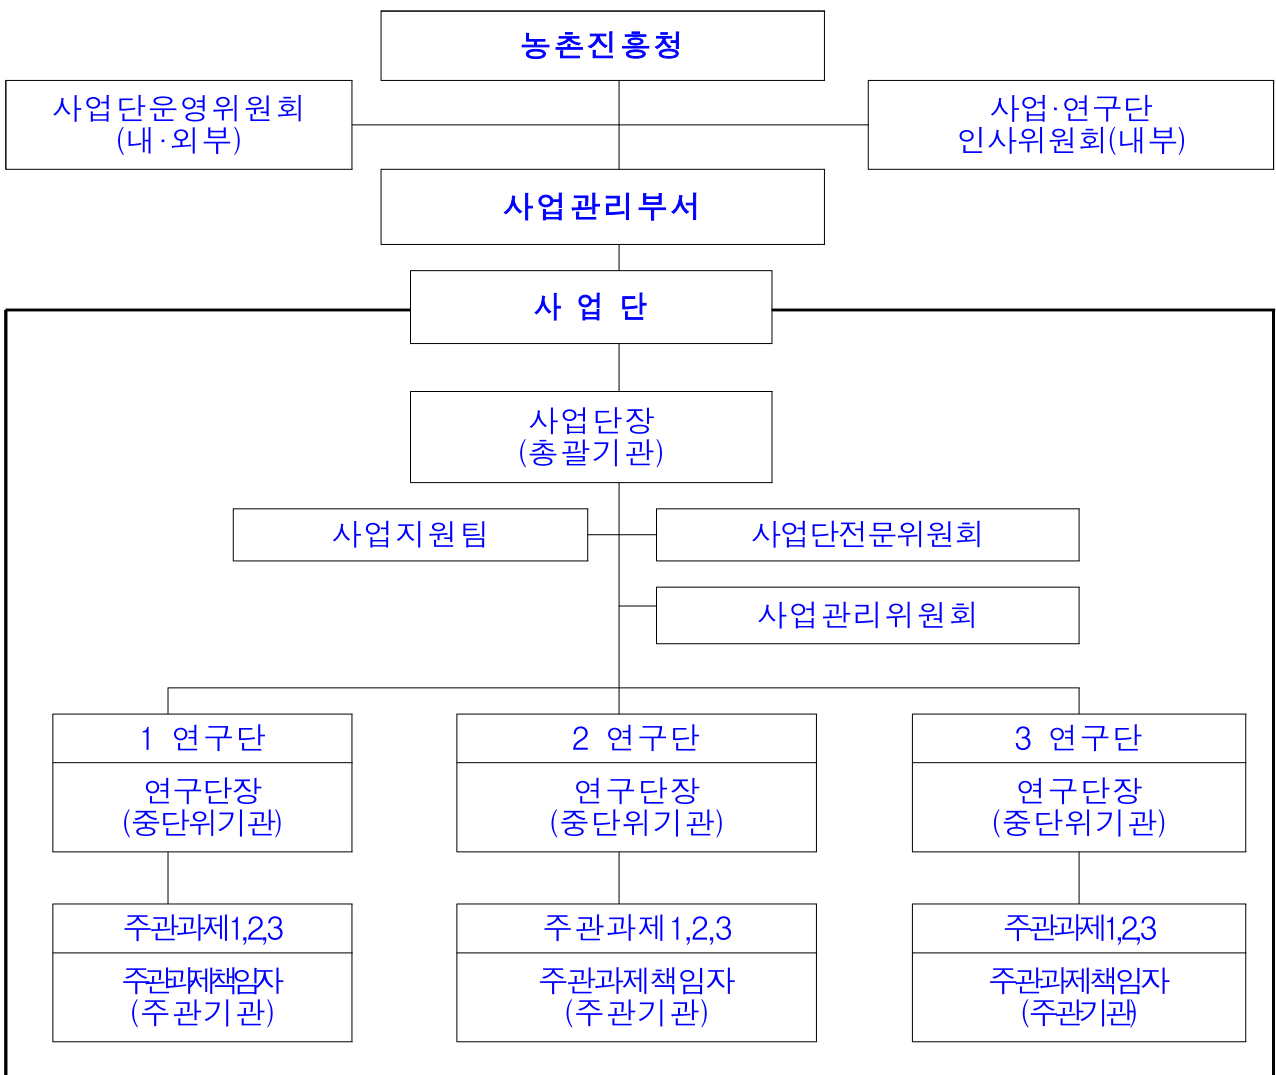 농촌진흥청
사업단운영위원회
(내·외부)
사업·연구단
인사위원회(내부)
사업관리부서
사 업 단
사업단장
(총괄기관)
사업지원팀
사업단전문위원회
사업관리위원회
1 연구단
연구단장
(중단위기관)
2 연구단
연구단장
(중단위기관)
3 연구단
연구단장
(중단위기관)
주관과제1,2,3
주관과제책임자
(주관기관)
주관과제1,2,3
주관과제책임자
(주관기관)
주관과제1,2,3
주관과제책임자
(주관기관)